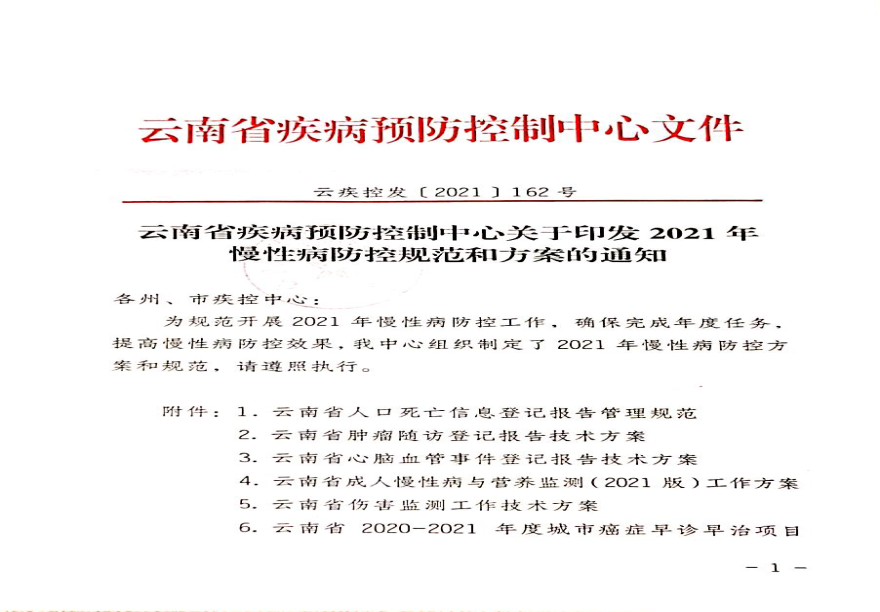 云南省疾病预防控制中心文件
云疾控发〔2021〕162号
云南省疾病预防控制中心关于印发 2021 年
慢性病防控规范和方案的通知
各州、市疾控中心：
为规范开展 2021 年慢性病防控工作，确保完成年度任务，
提高慢性病防控效果，我中心组织制定了 2021 年慢性病防控方
案和规范，请遵照执行。
附件：1. 云南省人口死亡信息登记报告管理规范
2. 云南省肿瘤随访登记报告技术方案
3. 云南省心脑血管事件登记报告技术方案
4. 云南省成人慢性病与营养监测（2021 版）工作方案
5. 云南省伤害监测工作技术方案
6. 云南省 2020-2021 年度城市癌症早诊早治项目
— 1 —